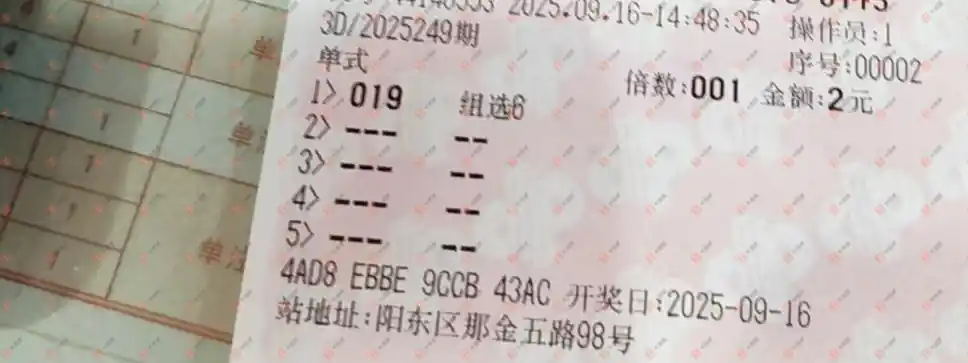 2025.09.16-14:48:35 操作员:1
3D/2025249期 序号:00002
单式 倍数:001 金额:2元
1> 019 组选6
2> --- --
3> --- --
4> --- --
5> --- --
4AD8 EBBE 9CCB 43AC 开奖日:2025-09-16
站地址:阳东区那金五路98号